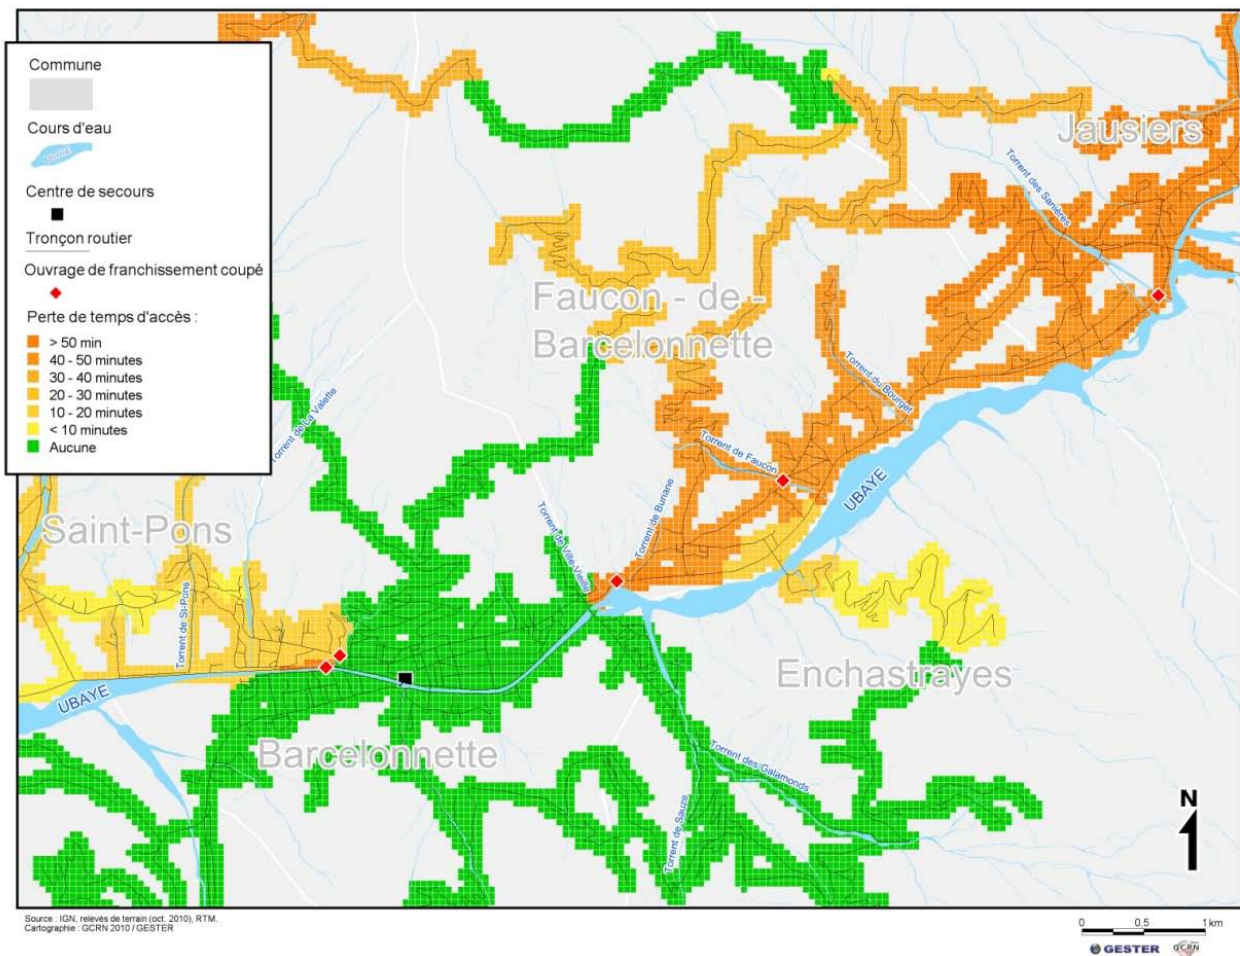 Commune
Cours d'eau
Centre de secours
Tronçon routier
Ouvrage de franchissement coupé
Perte de temps d'accès :
> 50 min
40 - 50 minutes
30 - 40 minutes
20 - 30 minutes
10 - 20 minutes
< 10 minutes
Aucune
Jausiers
Torrent des Sanières
Faucon - de -
Barcelonnette
Torrent du Bourget
Torrent de La Valette
Torrent de Faucon
UBAYE
Torrent de Buriane
Torrent de Ville-Vieille
Saint-Pons
Torrent de St-Pons
Enchastrayes
UBAYE
Barcelonnette
Torrent des Galamonds
Torrent de Sauze
N
Source : IGN, relevés de terrain (oct. 2010), RTM.
Cartographie : GCRN 2010 / GESTER
0 0.5 1 km
GESTER GCRN